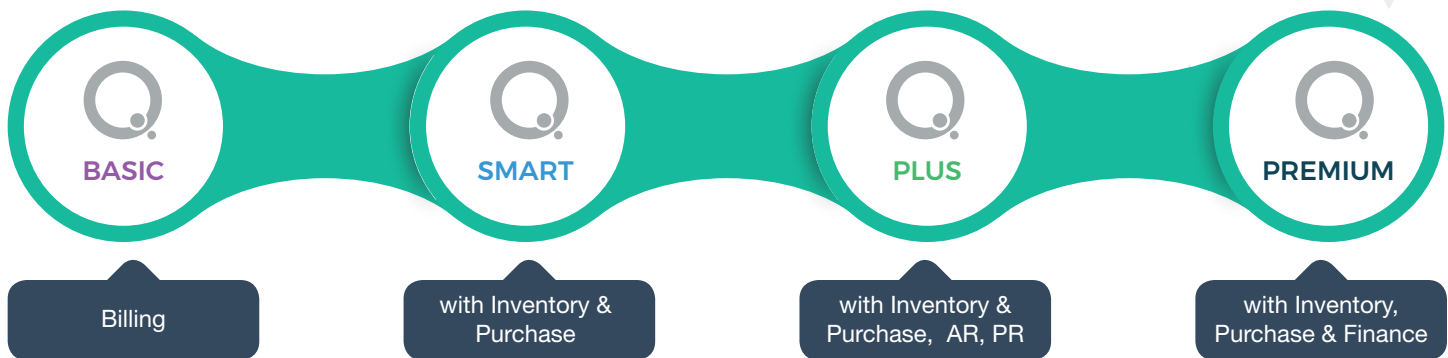 BASIC
SMART
PLUS
PREMIUM
Billing
with Inventory &
Purchase
with Inventory &
Purchase,  AR, PR
with Inventory,
Purchase & Finance